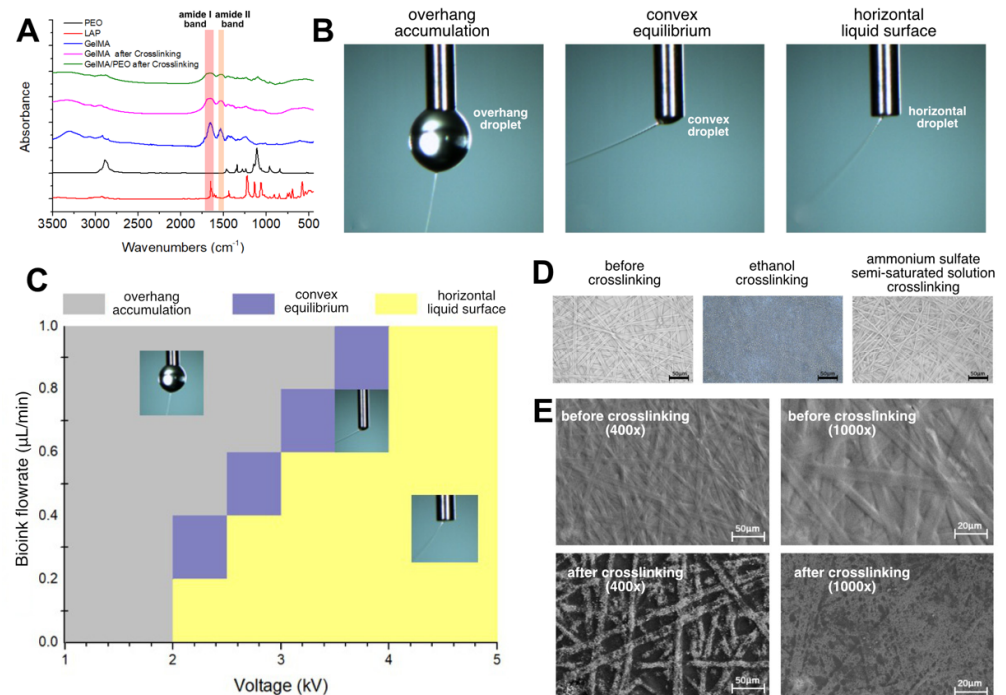 A
amide I amide II
band band
PEO
LAP
GelMA
GelMA after Crosslinking
GelMA/PEO after Crosslinking
Absorbance
3500 3000 2500 2000 1500 1000 500
Wavenumbers (cm⁻¹)
B
overhang
accumulation
convex
equilibrium
horizontal
liquid surface
overhang
droplet
convex
droplet
horizontal
droplet
C
overhang
accumulation
convex
equilibrium
horizontal
liquid surface
Bioink flowrate (µL/min)
1.0
0.8
0.6
0.4
0.2
0.0
1 2 3 4 5
Voltage (kV)
D
before
crosslinking
ethanol
crosslinking
ammonium sulfate
semi-saturated solution
crosslinking
50µm
50µm
50µm
E
before crosslinking
(400x)
50µm
before crosslinking
(1000x)
20µm
after crosslinking
(400x)
50µm
after crosslinking
(1000x)
20µm